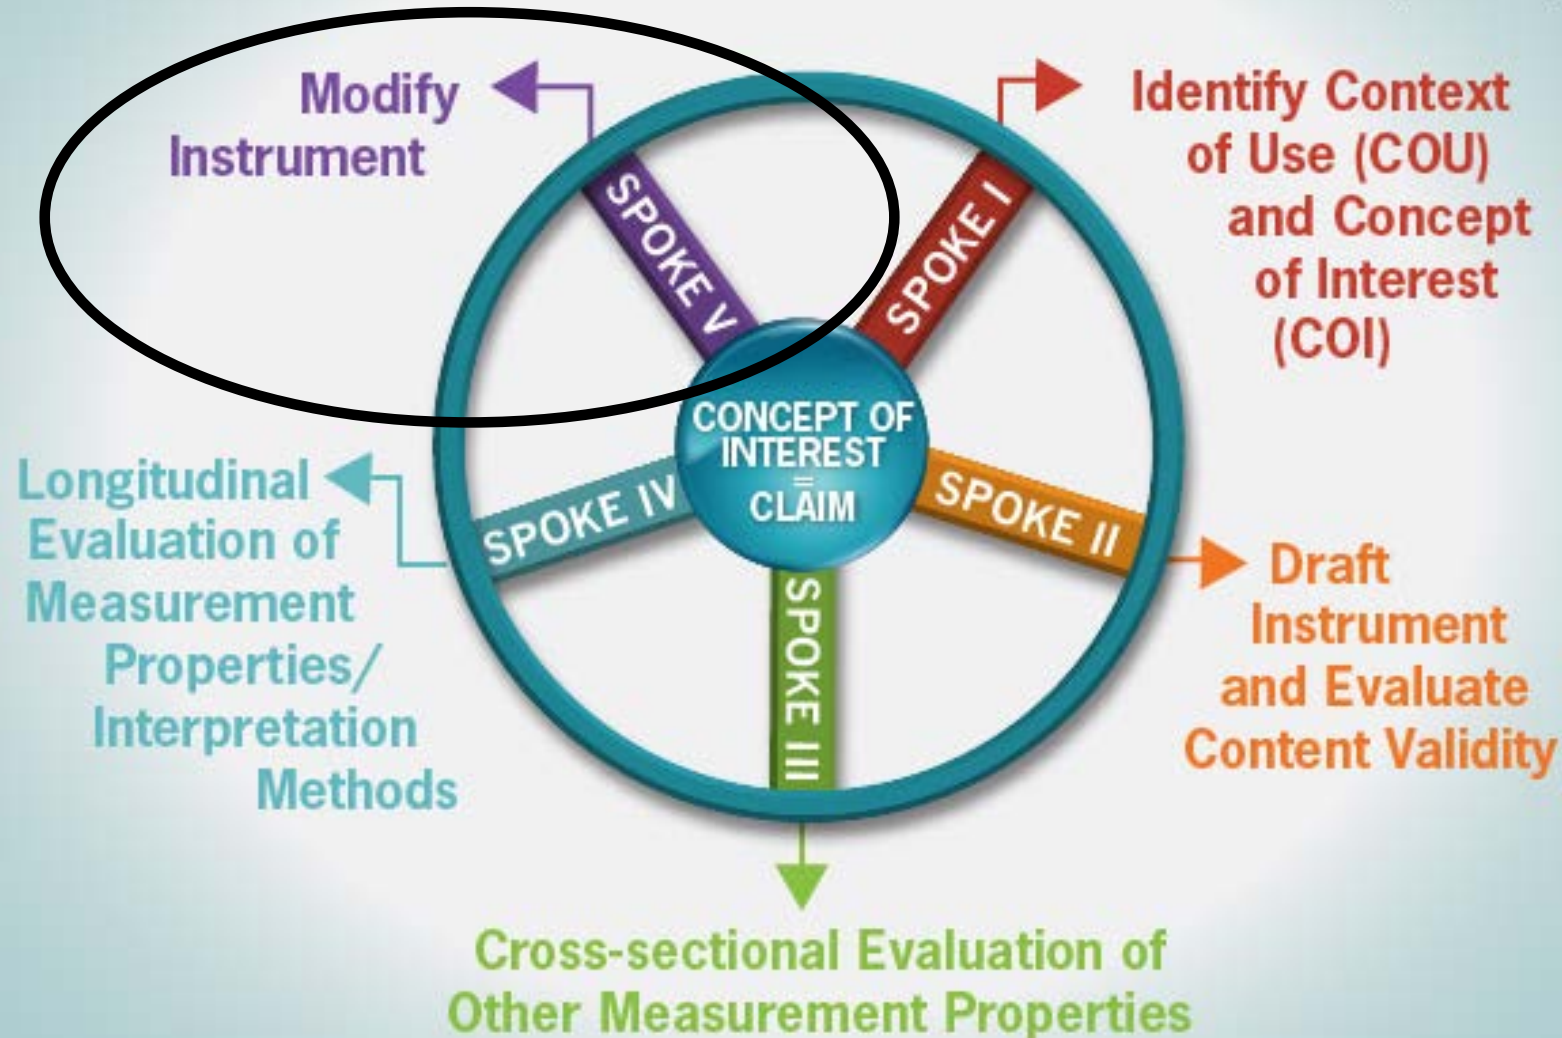 Modify
Instrument
SPOKE V
Identify Context
of Use (COU)
and Concept
of Interest
(COI)
SPOKE I
CONCEPT OF
INTEREST
=
CLAIM
SPOKE II
Draft
Instrument
and Evaluate
Content Validity
SPOKE III
Cross-sectional Evaluation of
Other Measurement Properties
SPOKE IV
Longitudinal
Evaluation of
Measurement
Properties/
Interpretation
Methods